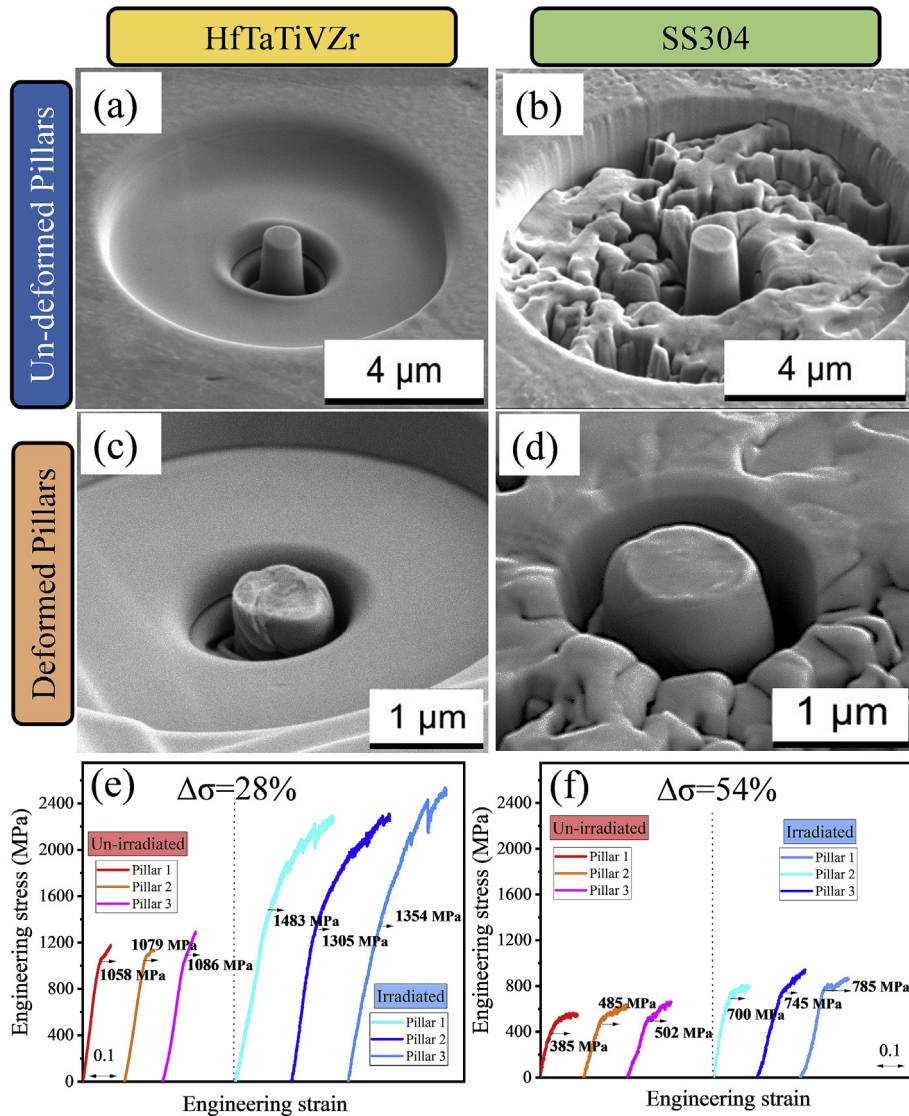 HfTaTiVZr
SS304
Un-deformed Pillars
(a)
4 μm
(b)
4 μm
Deformed Pillars
(c)
1 μm
(d)
1 μm
(e)
Δσ=28%
Engineering stress (MPa)
2400
2000
1600
1200
800
400
0
Un-irradiated
Pillar 1
Pillar 2
Pillar 3
1079 MPa
1058 MPa
1086 MPa
1483 MPa
1305 MPa
1354 MPa
Irradiated
Pillar 1
Pillar 2
Pillar 3
0.1
Engineering strain
(f)
Δσ=54%
Engineering stress (MPa)
2400
2000
1600
1200
800
400
0
Un-irradiated
Pillar 1
Pillar 2
Pillar 3
Irradiated
Pillar 1
Pillar 2
Pillar 3
385 MPa
485 MPa
502 MPa
700 MPa
745 MPa
785 MPa
0.1
Engineering strain